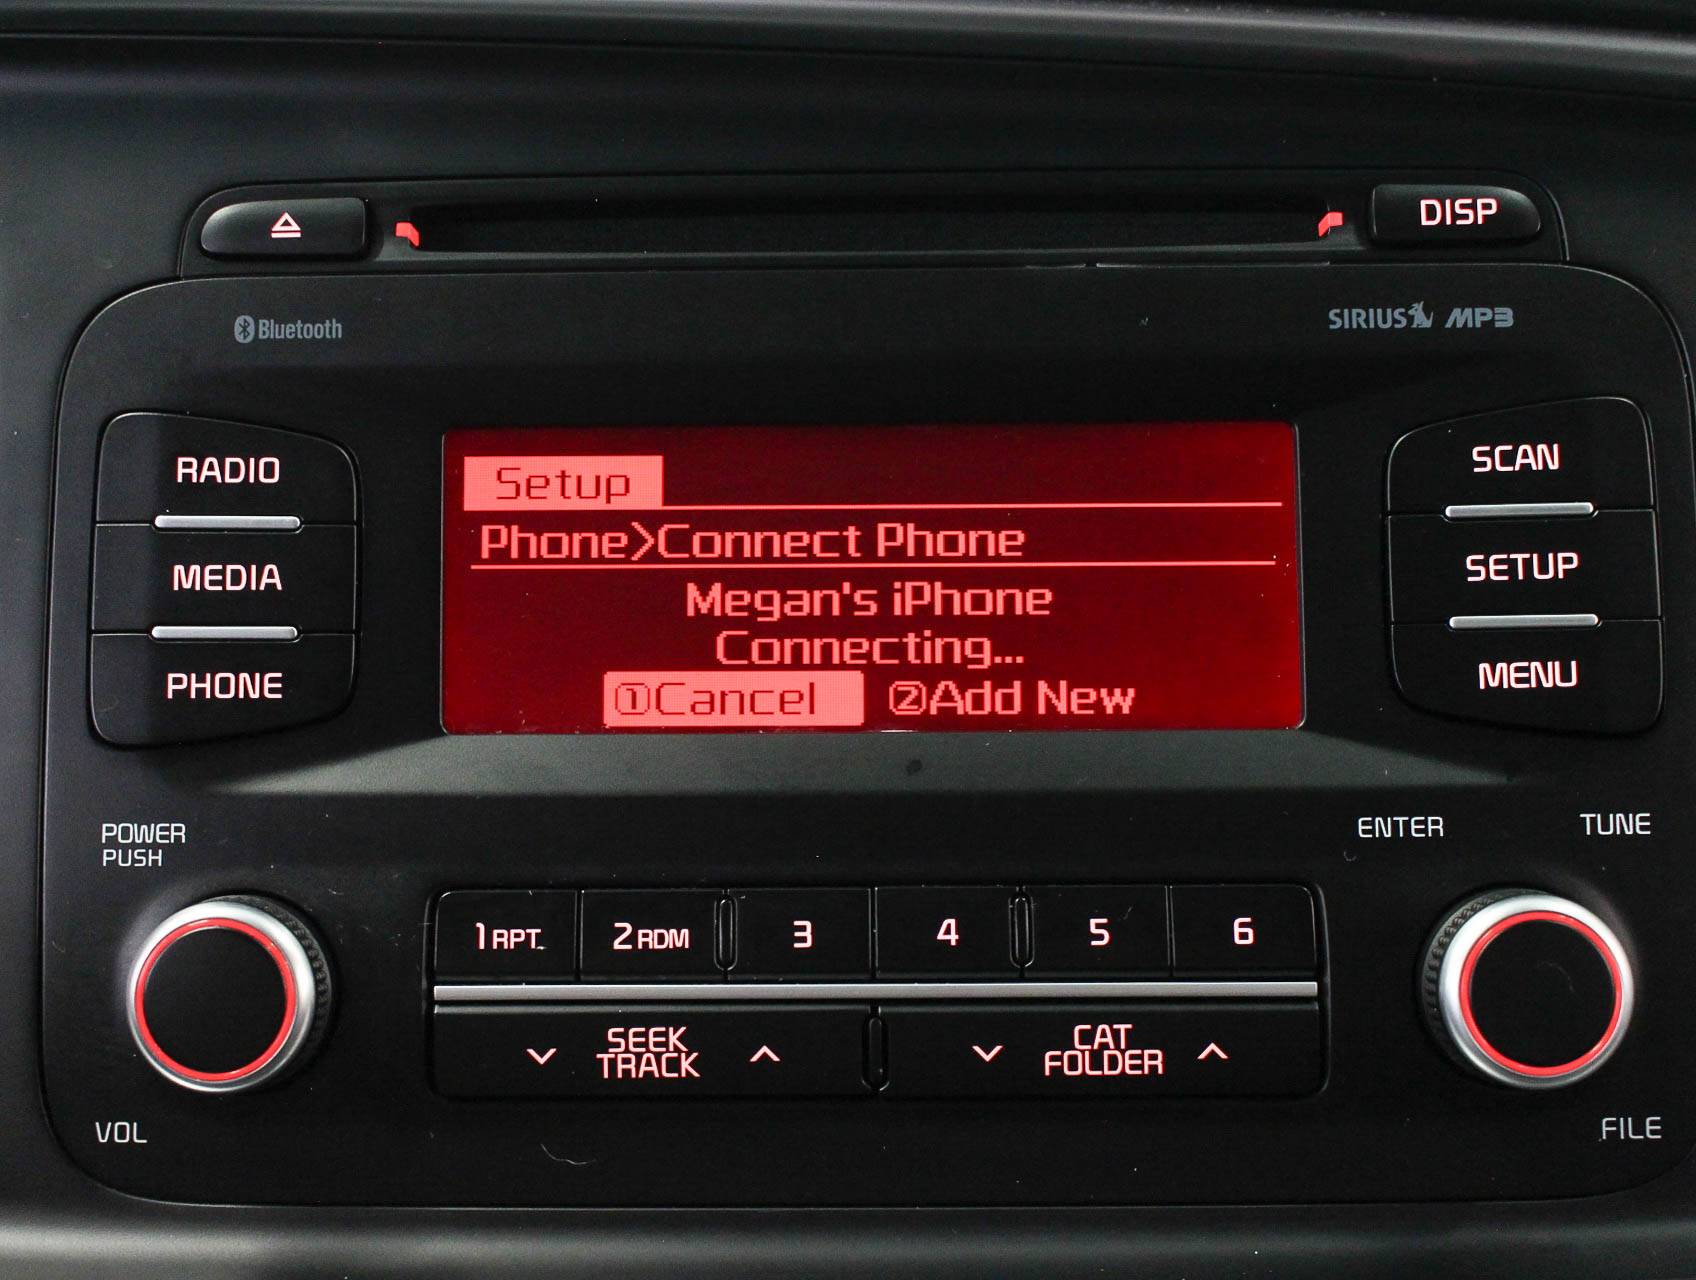 DISP
Bluetooth
SIRIUS MP3
RADIO
MEDIA
PHONE
Setup
Phone>Connect Phone
Megan's iPhone
Connecting...
①Cancel ②Add New
SCAN
SETUP
MENU
POWER
PUSH
VOL
1 RPT
2 RDM
3
4
5
6
SEEK
TRACK
CAT
FOLDER
ENTER
TUNE
FILE